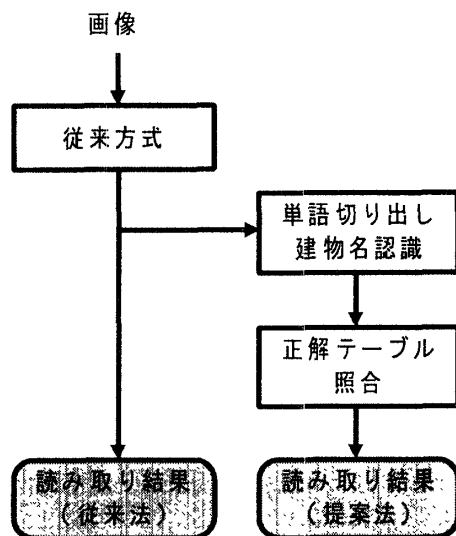 画像
従来方式
単語切り出し
建物名認識
正解テーブル
照合
読み取り結果
(従来法)
読み取り結果
(提案法)